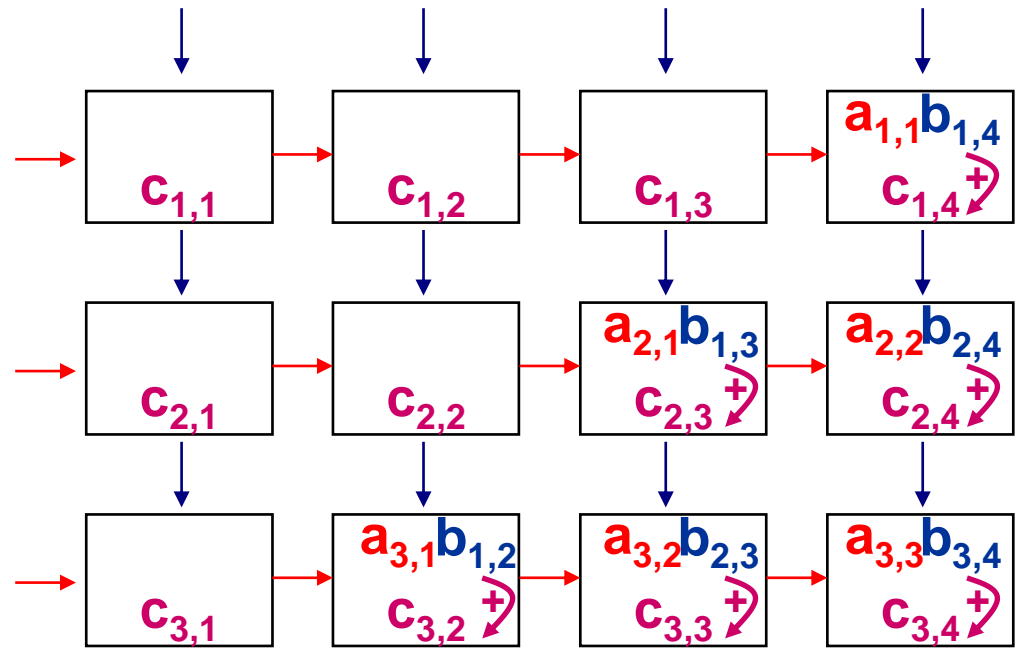 a1,1b1,4
c1,1 c1,2 c1,3 c1,4 +
a2,1b1,3 a2,2b2,4
c2,1 c2,2 c2,3 + c2,4 +
a3,1b1,2 a3,2b2,3 a3,3b3,4
c3,1 c3,2 + c3,3 + c3,4 +